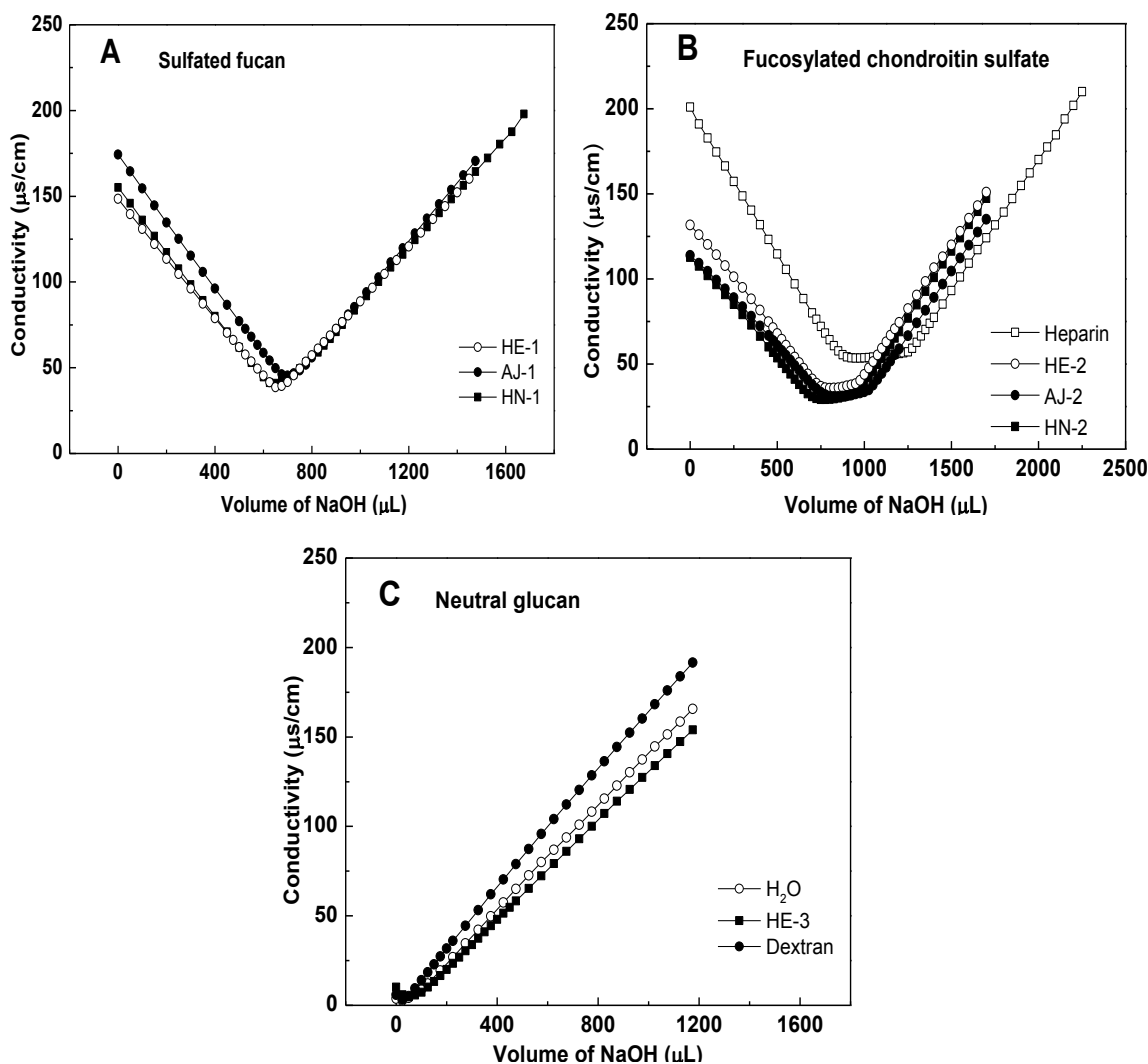 A
Sulfated fucan
250
200
150
100
50
0
Conductivity (μs/cm)
HE-1
AJ-1
HN-1
0 400 800 1200 1600
Volume of NaOH (μL)
B
Fucosylated chondroitin sulfate
250
200
150
100
50
0
Conductivity (μs/cm)
Heparin
HE-2
AJ-2
HN-2
0 500 1000 1500 2000 2500
Volume of NaOH (μL)
C
Neutral glucan
250
200
150
100
50
0
Conductivity (μs/cm)
H₂O
HE-3
Dextran
0 400 800 1200 1600
Volume of NaOH (μL)